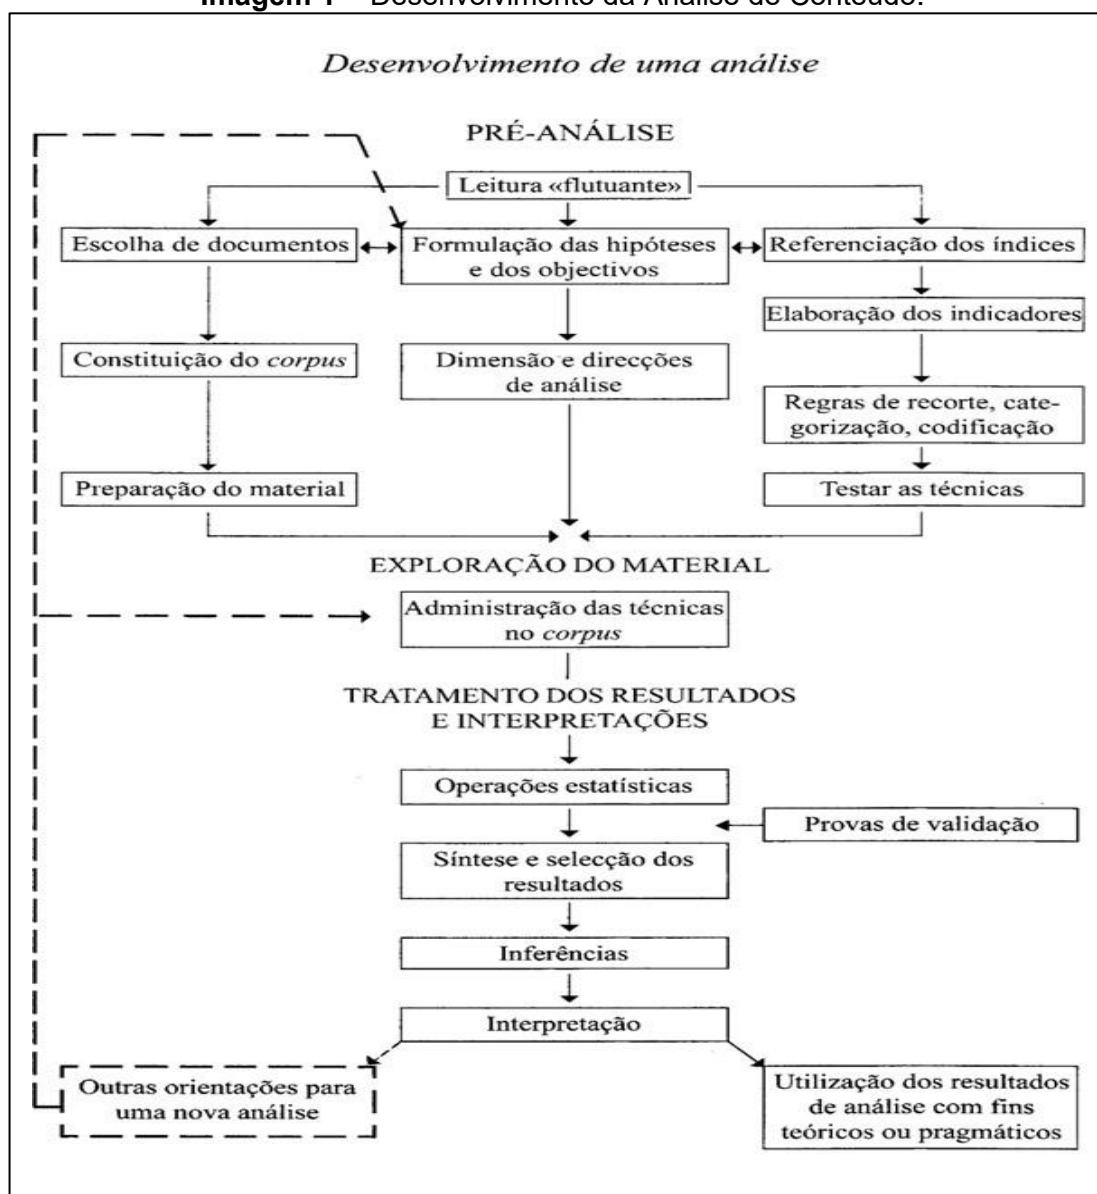 Imagem 1 – Desenvolvimento da Análise de Conteúdo.
Desenvolvimento de uma análise
PRÉ-ANÁLISE
Leitura «flutuante»
Escolha de documentos
Formulação das hipóteses
e dos objectivos
Referenciação dos índices
Elaboração dos indicadores
Constituição do corpus
Dimensão e direcções
de análise
Regras de recorte, cate-
gorização, codificação
Preparação do material
Testar as técnicas
EXPLORAÇÃO DO MATERIAL
Administração das técnicas
no corpus
TRATAMENTO DOS RESULTADOS
E INTERPRETAÇÕES
Operações estatísticas
Provas de validação
Síntese e selecção dos
resultados
Inferências
Interpretação
Outras orientações para
uma nova análise
Utilização dos resultados
de análise com fins
teóricos ou pragmáticos